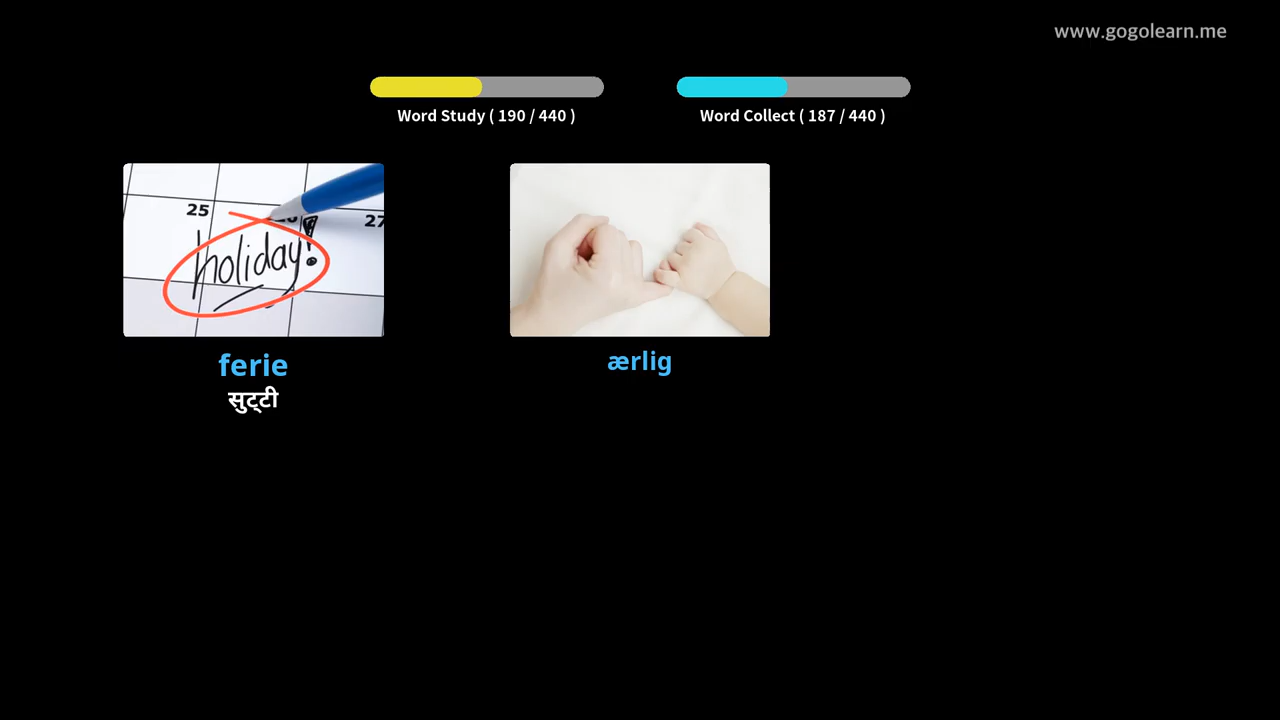 www.gogolearn.me
Word Study ( 190 / 440 )
Word Collect ( 187 / 440 )
25
27
holiday!
ferie
सुट्टी
ærlig